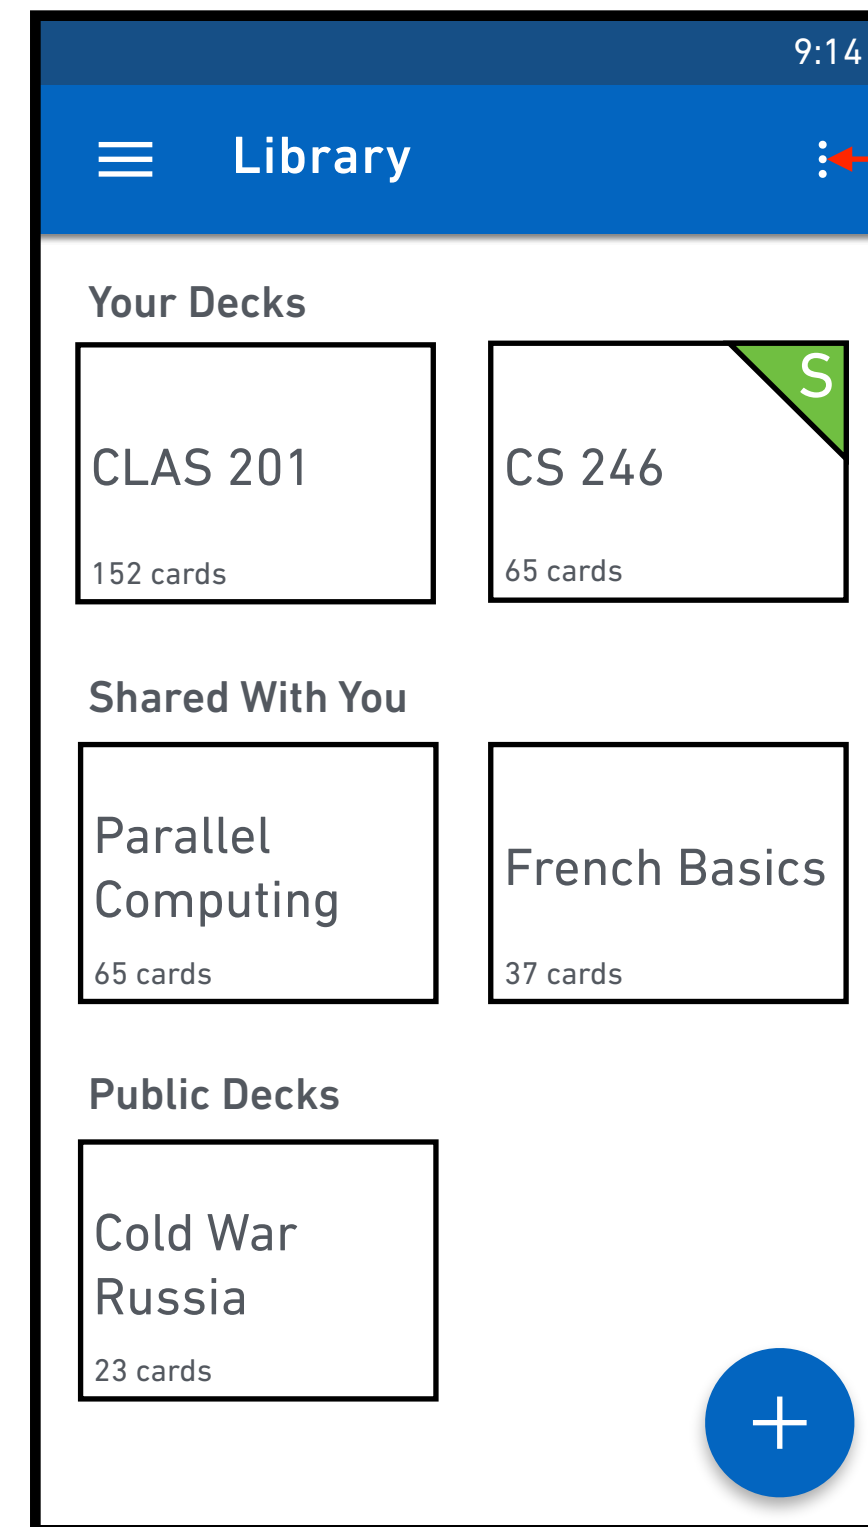 9:14
Library
Your Decks
CLAS 201
152 cards
S
CS 246
65 cards
Shared With You
Parallel
Computing
65 cards
French Basics
37 cards
Public Decks
Cold War
Russia
23 cards